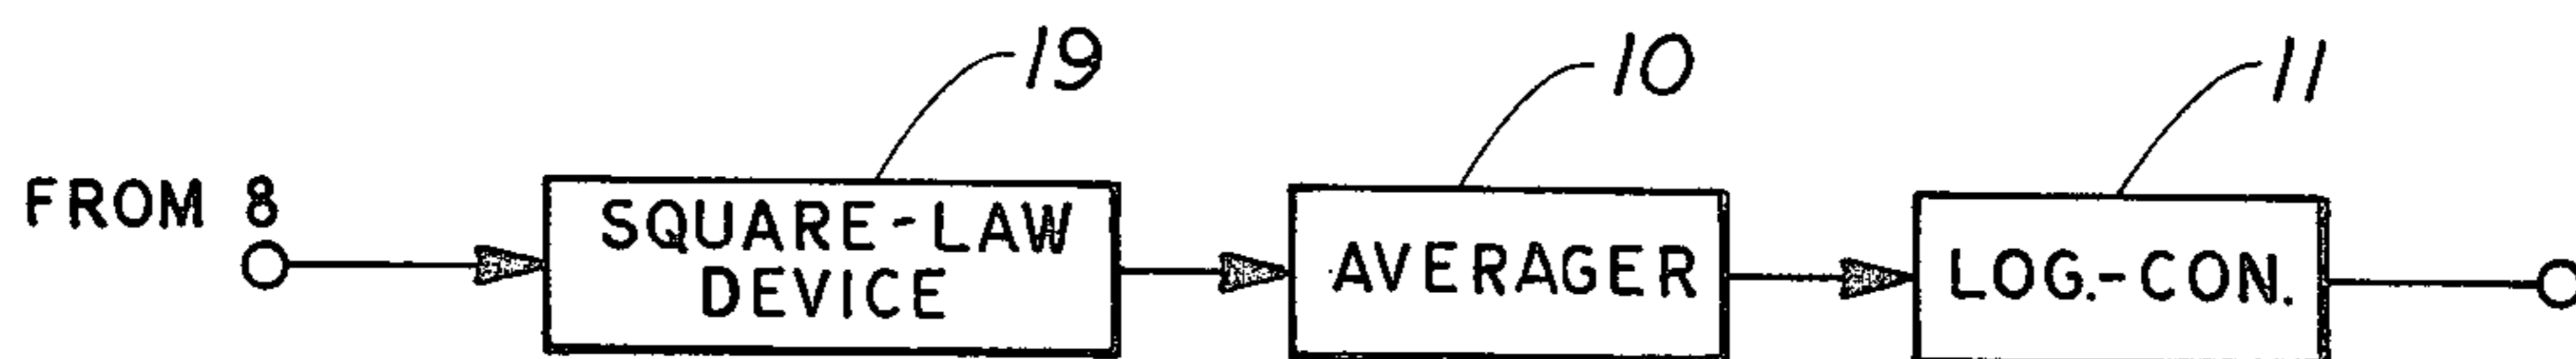 19
10
11
FROM 8
SQUARE-LAW
DEVICE
AVERAGER
LOG.-CON.